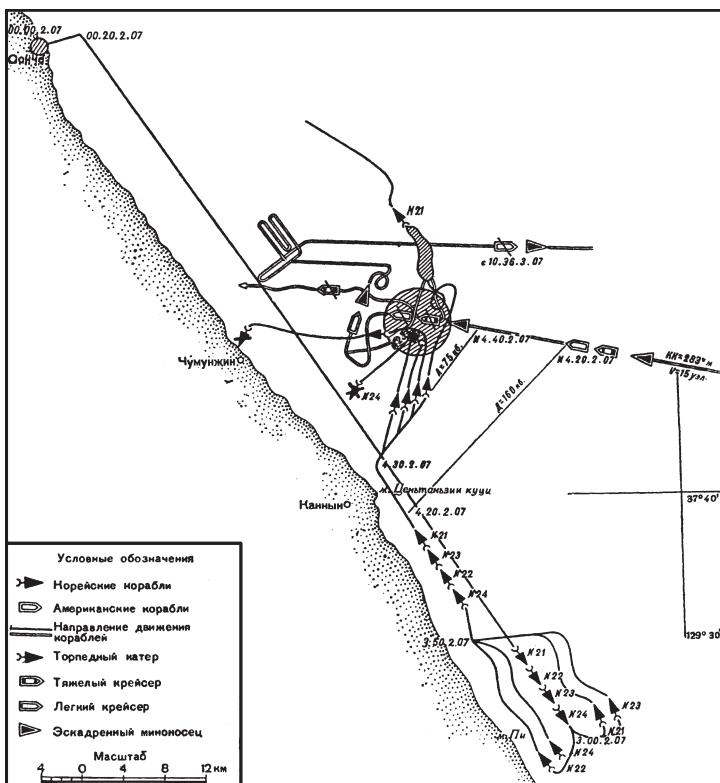 00.00.2.07
00.20.2.07
N21
с 10.36.3.07
Чумунжин
N24
К 4.40.2.07
К 4.20.2.07
КК=283° м
V=15 узл.
Д=75 кб.
Д=160 кб.
4.30.2.07
м. Центаньзии куци
Каннын
4.20.2.07
37°40'
N21
N23
N22
N24
3.50.2.07
129°30'
N21
N22
N23
N24
N21
N23
3.00.2.07
м. Пи
N24
N22
Условные обозначения
Корейские корабли
Американские корабли
Направление движения
кораблей
Торпедный катер
Тяжелый крейсер
Легкий крейсер
Эскадренный миноносец
Масштаб
4 0 4 8 12 км